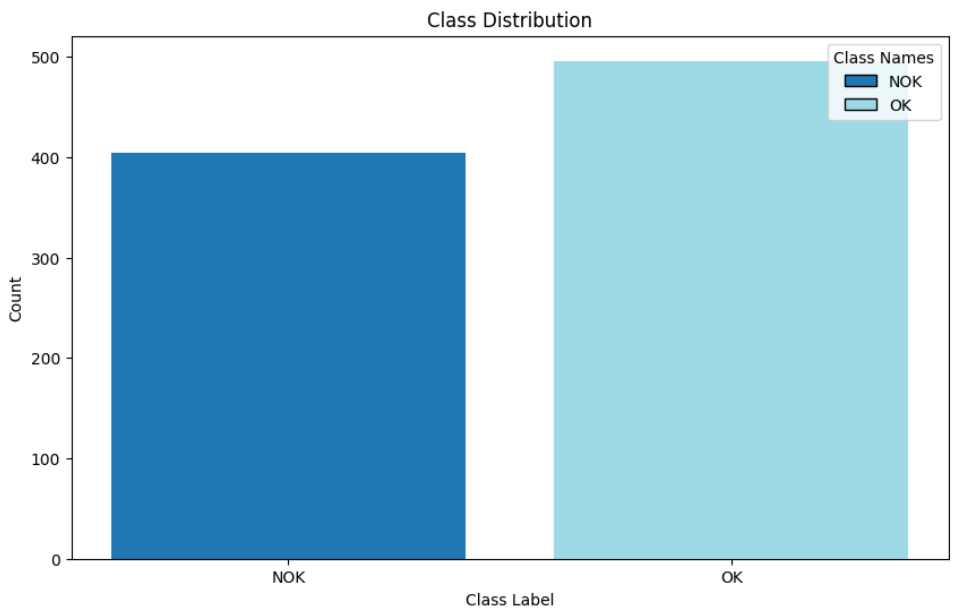 Class Distribution
Class Names
NOK
OK
500
400
300
200
100
0
Count
NOK
OK
Class Label